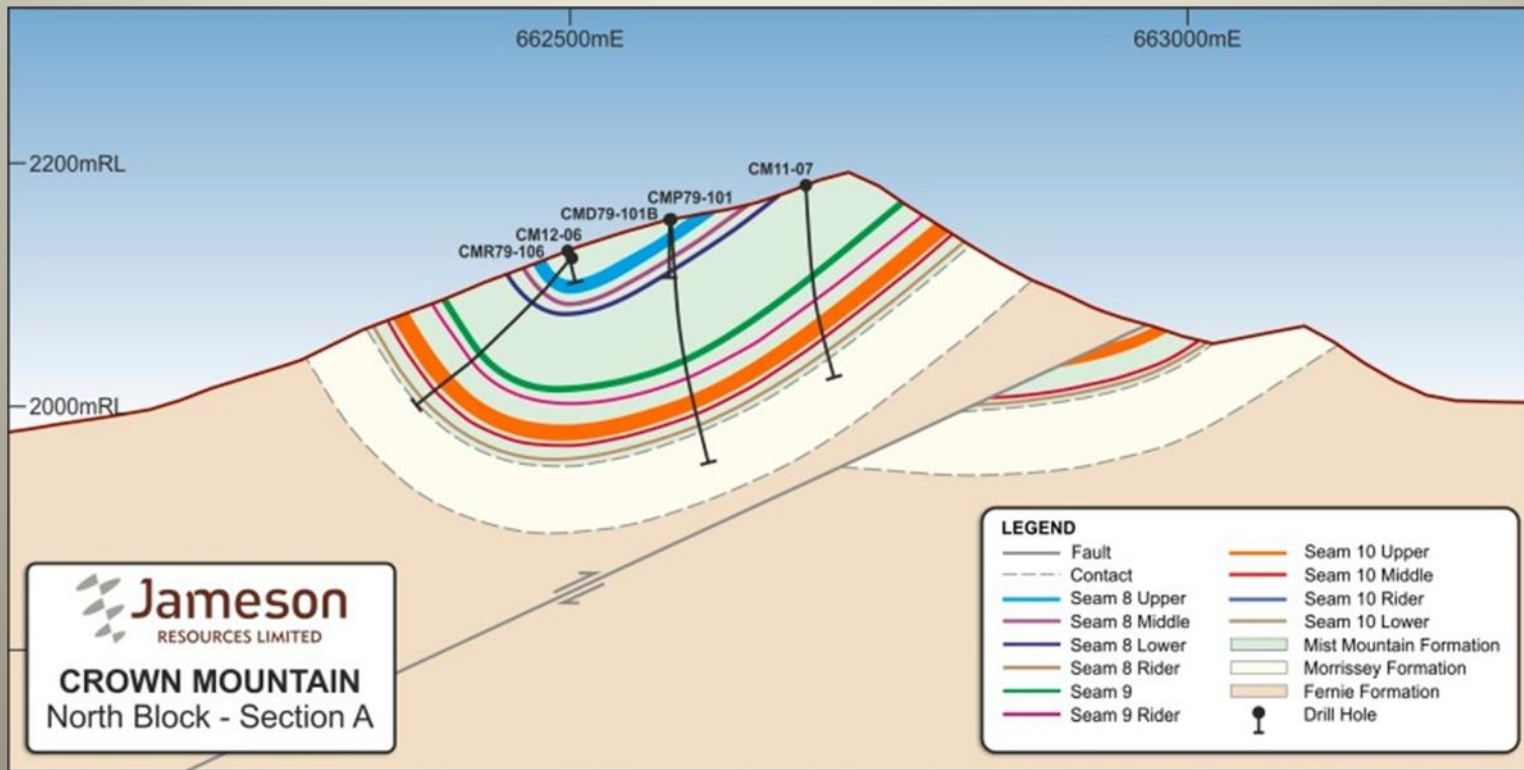 662500mE
663000mE
2200mRL
CM11-07
CMP79-101
CMD79-101B
CM12-06
CMR79-106
2000mRL
LEGEND
Fault
Contact
Seam 8 Upper
Seam 8 Middle
Seam 8 Lower
Seam 8 Rider
Seam 9
Seam 9 Rider
Seam 10 Upper
Seam 10 Middle
Seam 10 Rider
Seam 10 Lower
Mist Mountain Formation
Morrissey Formation
Fernie Formation
Drill Hole
Jameson
RESOURCES LIMITED
CROWN MOUNTAIN
North Block - Section A